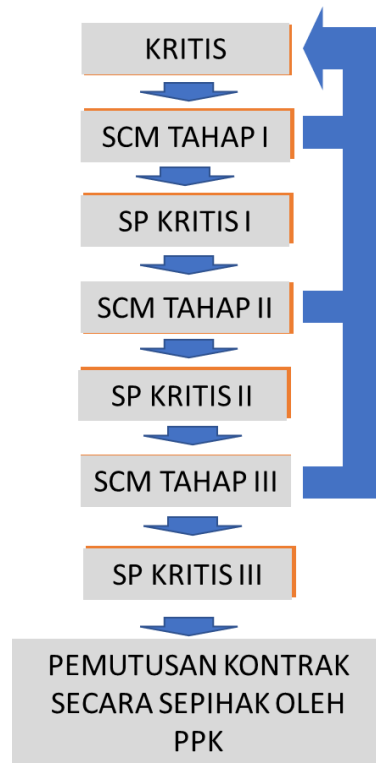 KRITIS
SCM TAHAP I
SP KRITIS I
SCM TAHAP II
SP KRITIS II
SCM TAHAP III
SP KRITIS III
PEMUTUSAN KONTRAK
SECARA SEPIHAK OLEH
PPK